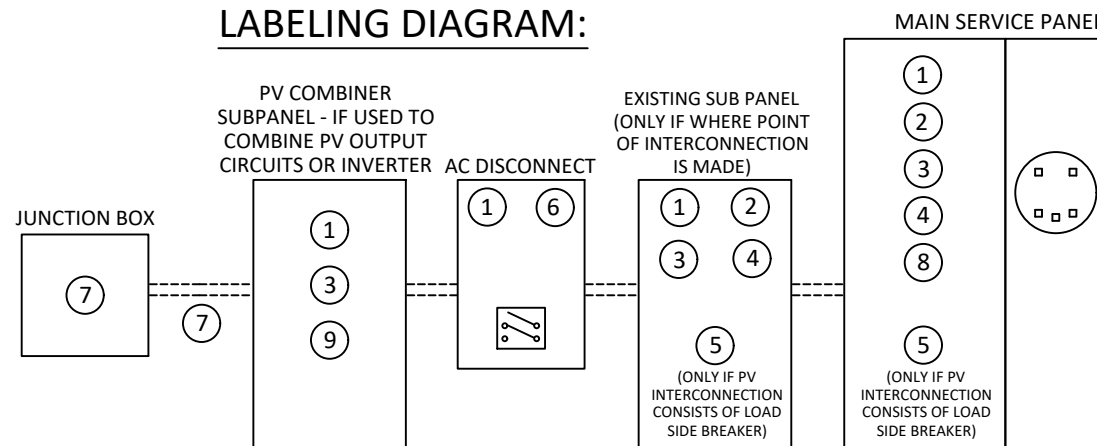 LABELING DIAGRAM:
JUNCTION BOX
7
7
PV COMBINER
SUBPANEL - IF USED TO
COMBINE PV OUTPUT
CIRCUITS OR INVERTER
1
3
9
AC DISCONNECT
1 6
EXISTING SUB PANEL
(ONLY IF WHERE POINT
OF INTERCONNECTION
IS MADE)
1 2
3 4
5
(ONLY IF PV
INTERCONNECTION
CONSISTS OF LOAD
SIDE BREAKER)
MAIN SERVICE PANEL
1
2
3
4
8
5
(ONLY IF PV
INTERCONNECTION
CONSISTS OF LOAD
SIDE BREAKER)